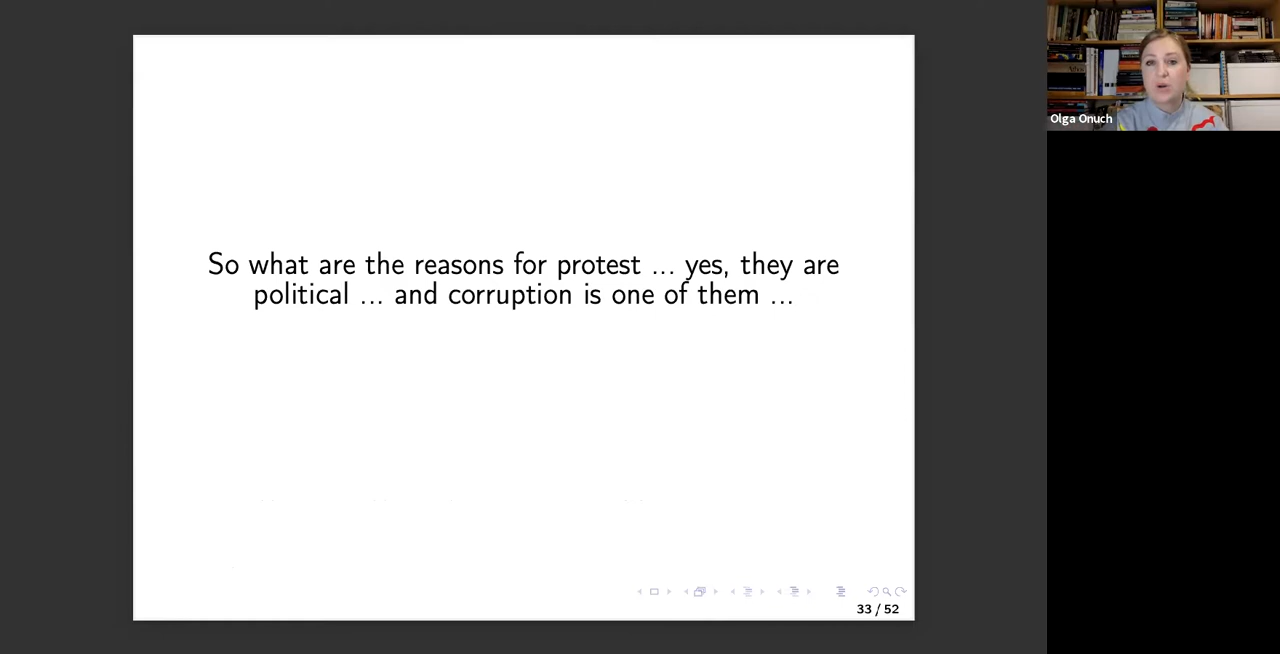 So what are the reasons for protest ... yes, they are
political ... and corruption is one of them ...
33 / 52
Olga Onuch